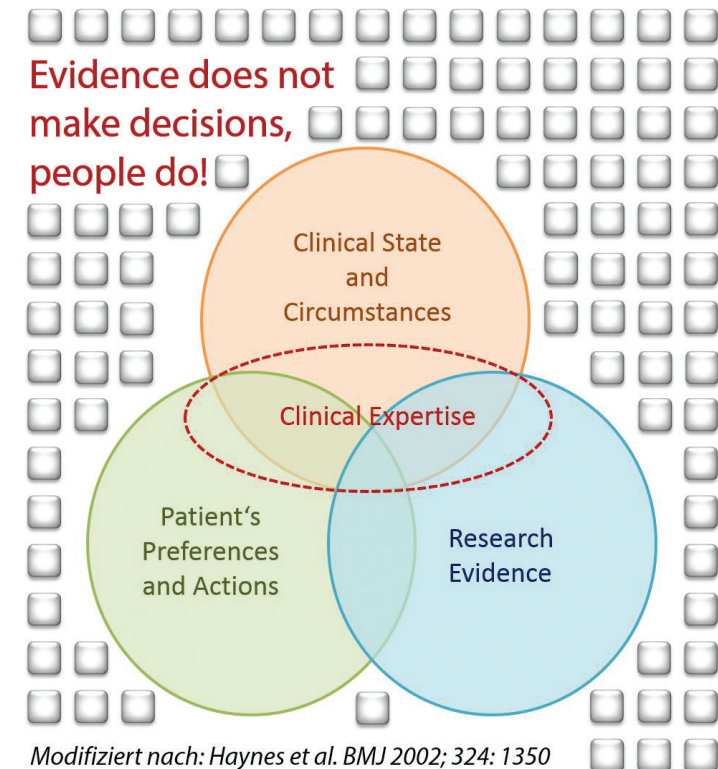 Evidence does not
make decisions,
people do!
Clinical State
and
Circumstances
Clinical Expertise
Patient‘s
Preferences
and Actions
Research
Evidence
Modifiziert nach: Haynes et al. BMJ 2002; 324: 1350